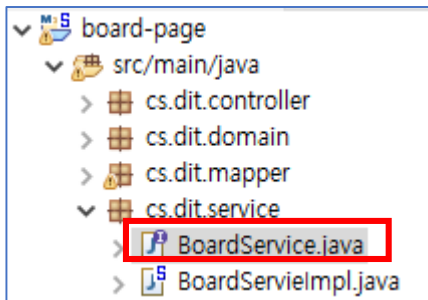 board-page
src/main/java
cs.dit.controller
cs.dit.domain
cs.dit.mapper
cs.dit.service
BoardService.java
BoardServieImpl.java